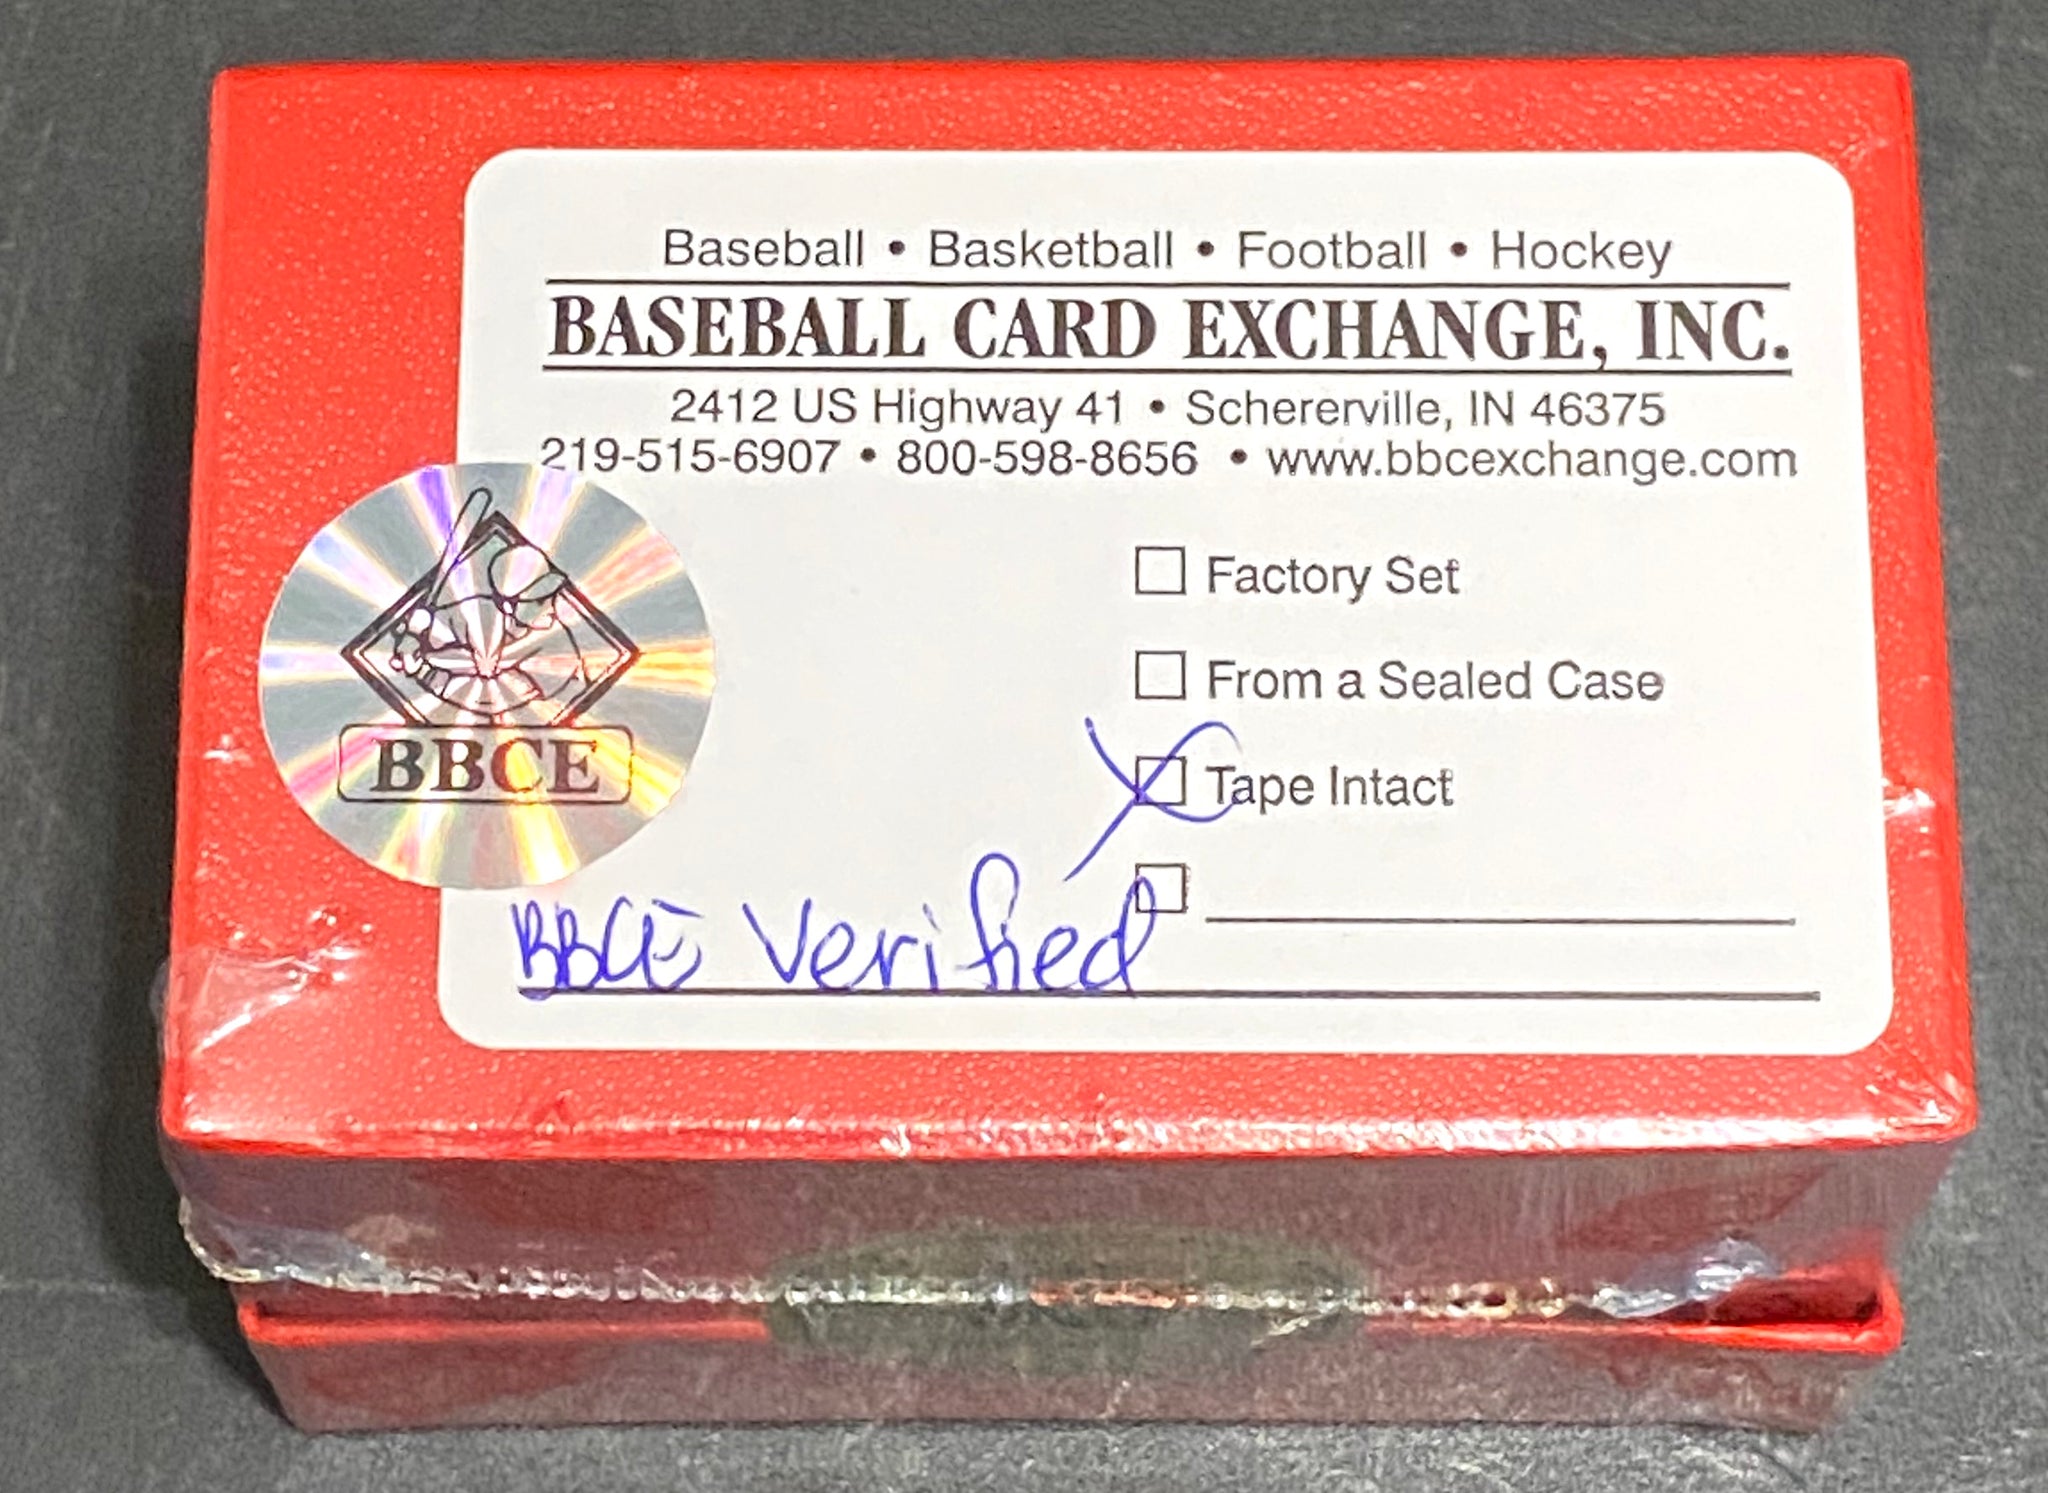 Baseball • Basketball • Football • Hockey
BASEBALL CARD EXCHANGE, INC.
2412 US Highway 41 • Schererville, IN 46375
219-515-6907 • 800-598-8656 • www.bbcexchange.com
BBCE
Factory Set
From a Sealed Case
Tape Intact
BBCE Verified